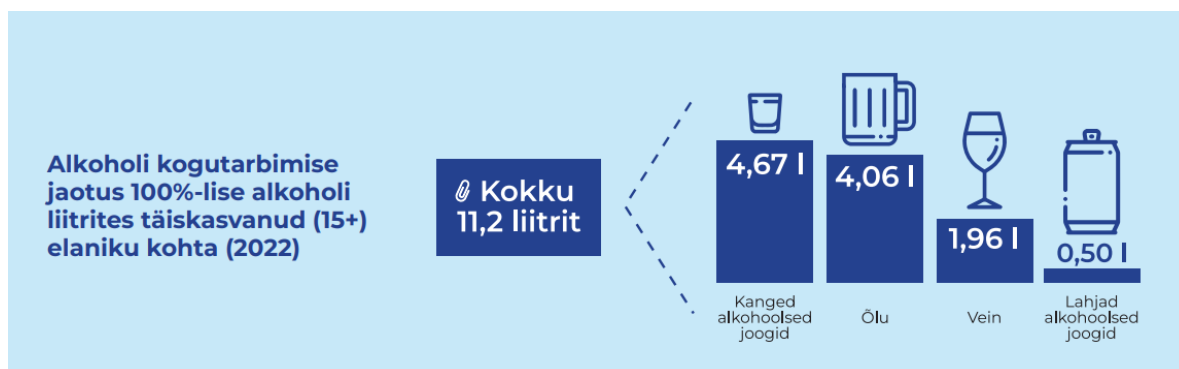 Alkoholi kogutarbimise
jaotus 100%-lise alkoholi
liitrites täiskasvanud (15+)
elaniku kohta (2022)
Kokku
11,2 liitrit
4,67 l
4,06 l
1,96 l
0,50 l
Kanged
alkohoolsed
joogid
Õlu
Vein
Lahjad
alkohoolsed
joogid